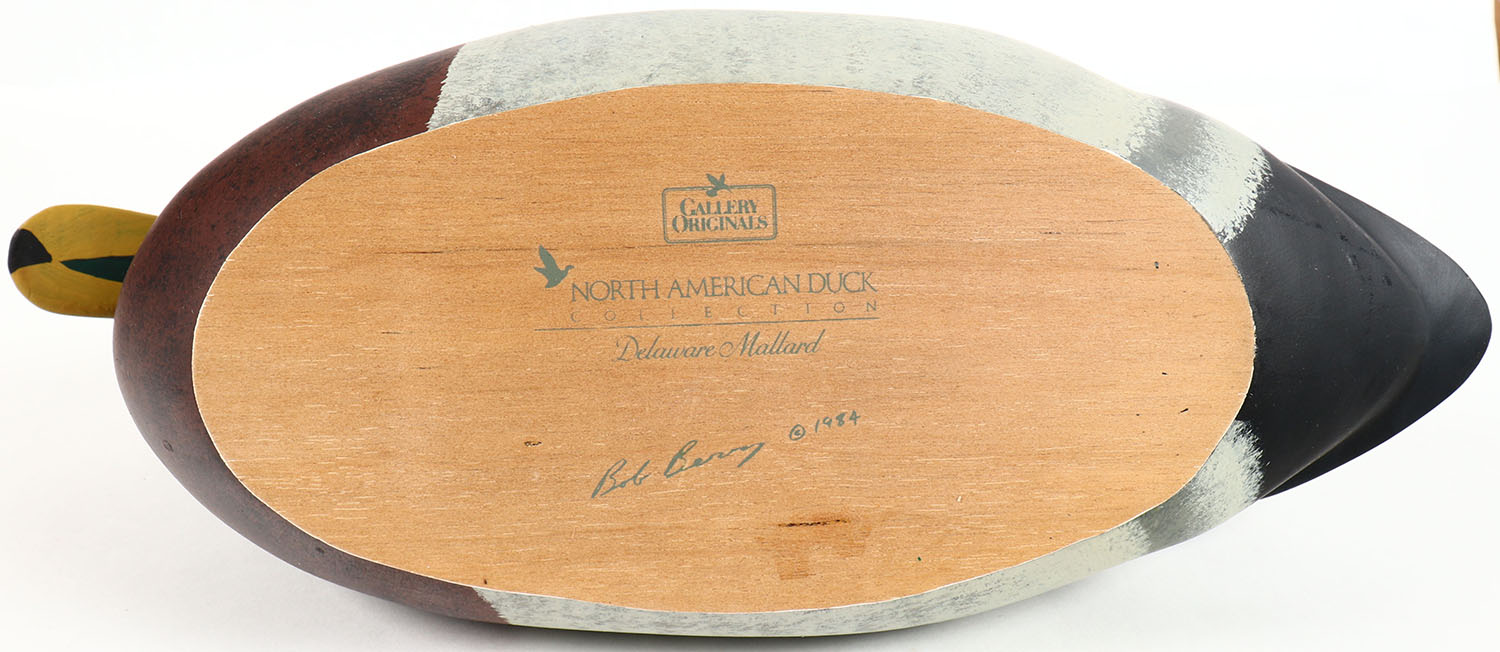 GALLERY
ORIGINALS
NORTH AMERICAN DUCK
COLLECTION
Delaware Mallard
Bob Berry © 1984